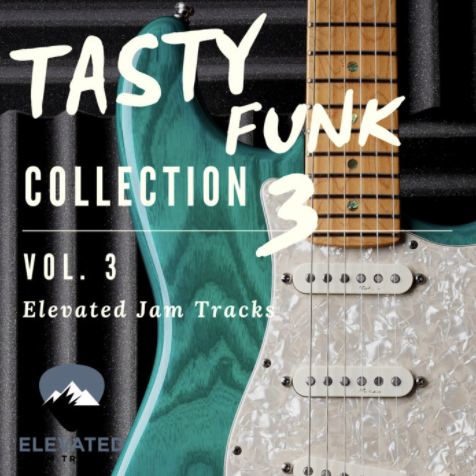 TASTY
FUNK
COLLECTION 3
VOL. 3
Elevated Jam Tracks
ELEVATED